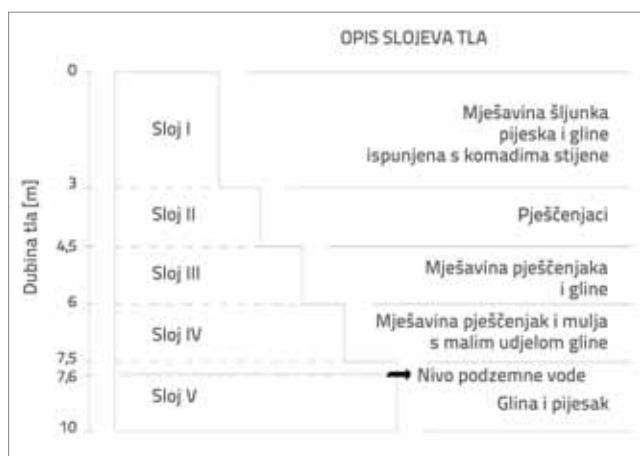 OPIS SLOJEVA TLA
Dubina tla [m]
0
Sloj I
Mješavina šljunka
pijeska i gline
ispunjena s komadima stijene
3
Sloj II
Pješčenjaci
4,5
Sloj III
Mješavina pješčenjaka
i gline
6
Sloj IV
Mješavina pješčenjak i mulja
s malim udjelom gline
7,5
7,6
Nivo podzemne vode
Sloj V
Glina i pijesak
10